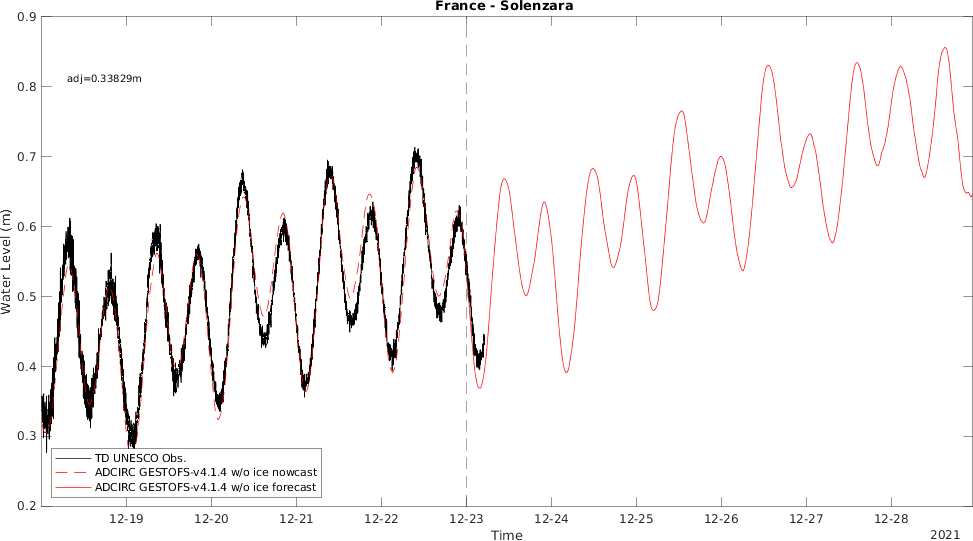 France - Solenzara
adj=0.33829m
0.9
0.8
0.7
0.6
0.5
0.4
0.3
0.2
Water Level (m)
TD UNESCO Obs.
ADCIRC GESTOFS-v4.1.4 w/o ice nowcast
ADCIRC GESTOFS-v4.1.4 w/o ice forecast
12-19 12-20 12-21 12-22 12-23 12-24 12-25 12-26 12-27 12-28
Time
2021